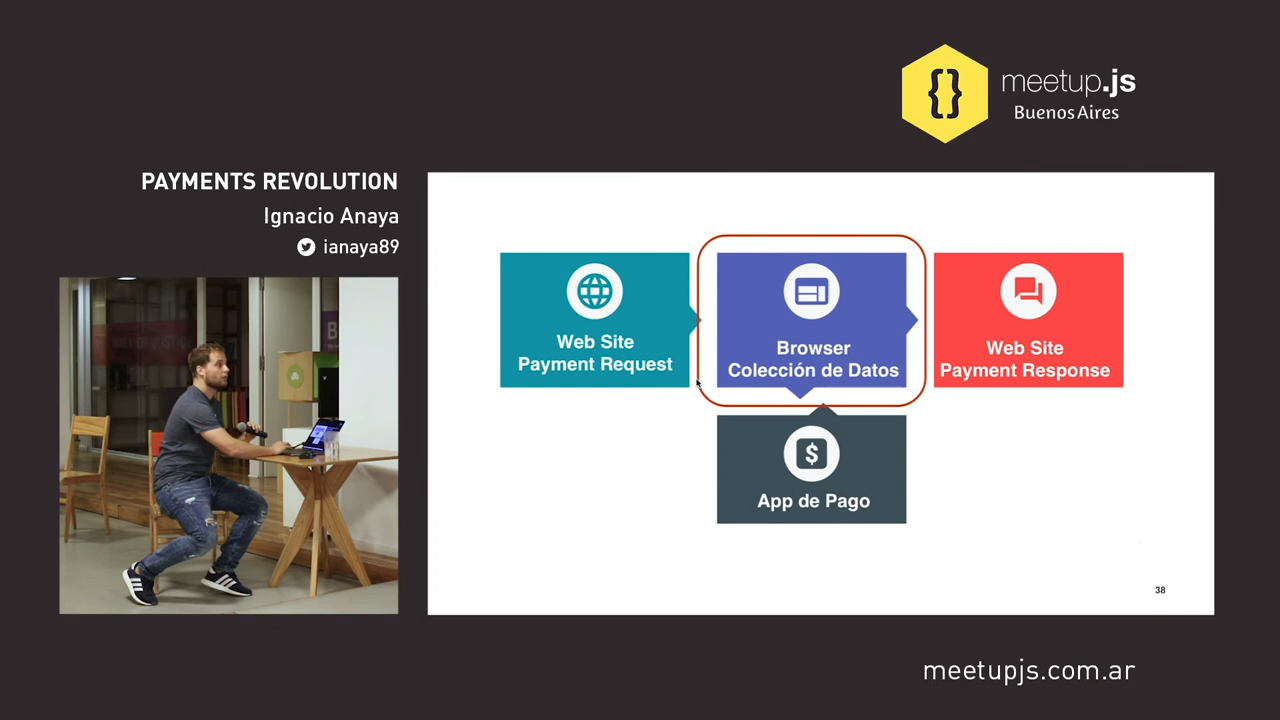 {}
meetup.js
Buenos Aires
PAYMENTS REVOLUTION
Ignacio Anaya
ianaya89
Web Site
Payment Request
Browser
Colección de Datos
Web Site
Payment Response
$
App de Pago
38
meetupjs.com.ar